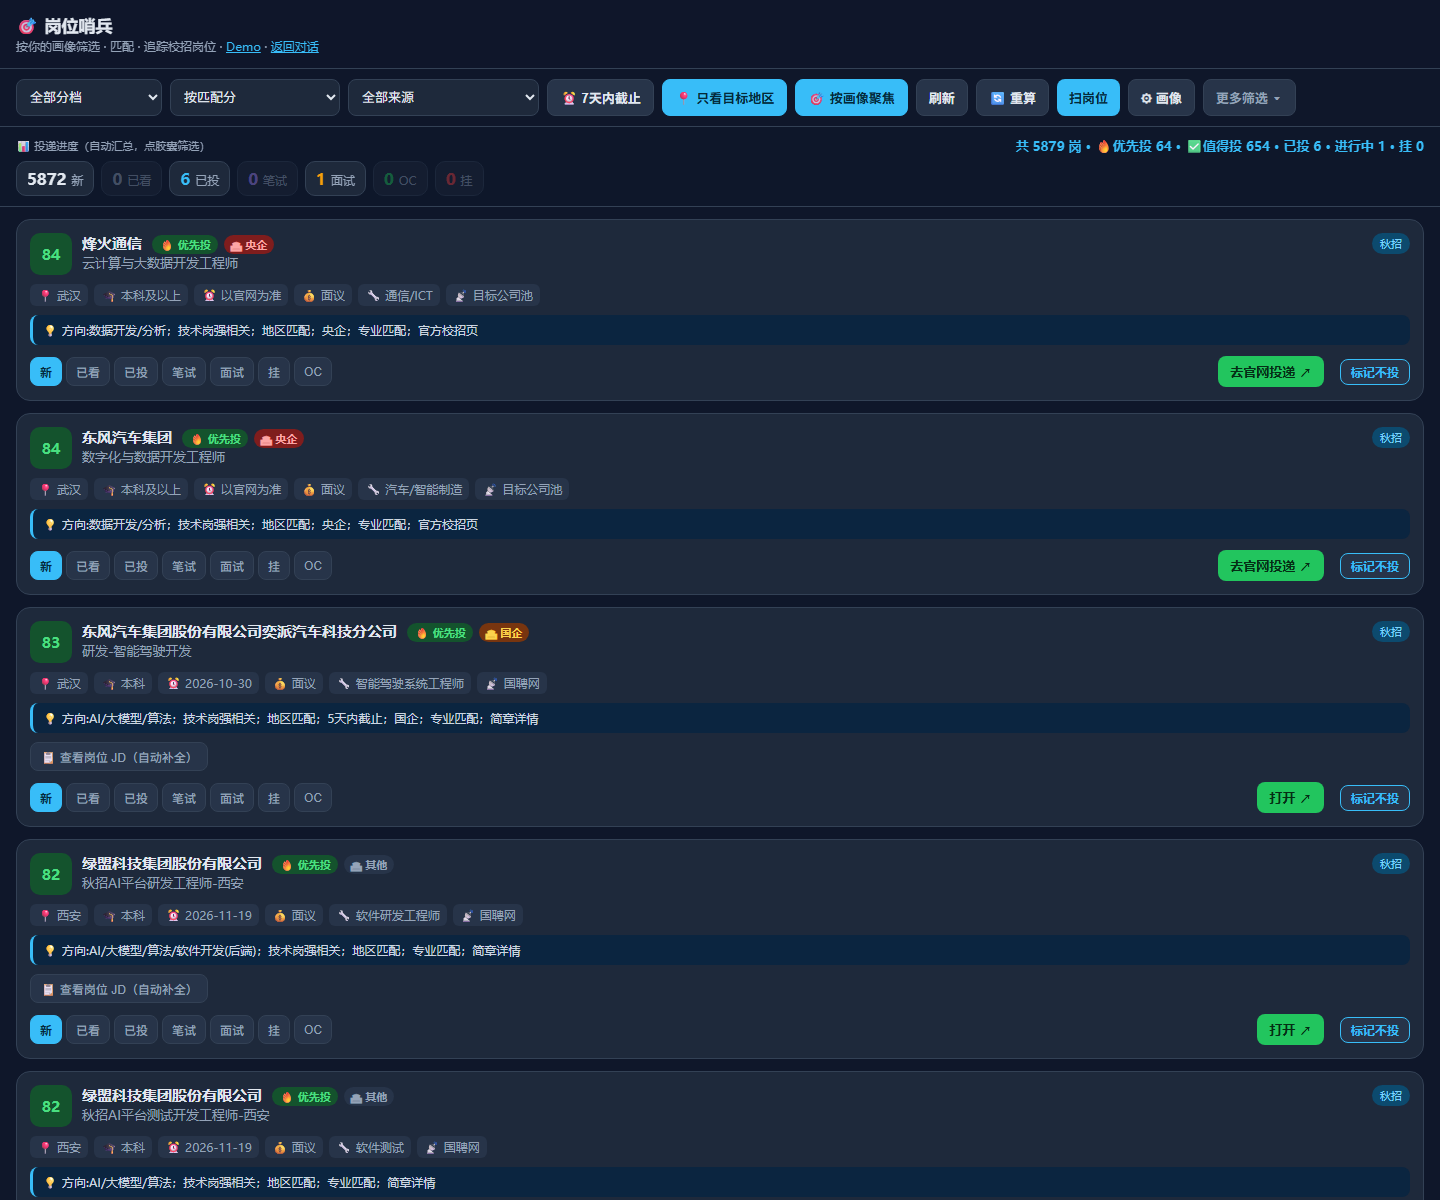 岗位哨兵
按你的画像筛选 · 匹配 · 追踪校招岗位 · Demo · 返回对话
全部分档 按匹配分 全部来源 7天内截止 只看目标地区 按画像聚焦 刷新 重算 扫岗位 画像 更多筛选
投递进度（自动汇总，点胶囊筛选） 共 5879 岗 • 优先投 64 • 值得投 654 • 已投 6 • 进行中 1 • 挂 0
5872 新 0 已看 6 已投 0 笔试 1 面试 0 OC 0 挂
84 烽火通信 优先投 央企 秋招
云计算与大数据开发工程师
武汉 本科及以上 以官网为准 面议 通信/ICT 目标公司池
方向:数据开发/分析；技术岗强相关；地区匹配；央企；专业匹配；官方校招页
新 已看 已投 笔试 面试 挂 OC 去官网投递 ↗ 标记不投
84 东风汽车集团 优先投 央企 秋招
数字化与数据开发工程师
武汉 本科及以上 以官网为准 面议 汽车/智能制造 目标公司池
方向:数据开发/分析；技术岗强相关；地区匹配；央企；专业匹配；官方校招页
新 已看 已投 笔试 面试 挂 OC 去官网投递 ↗ 标记不投
83 东风汽车集团股份有限公司奕派汽车科技分公司 优先投 国企 秋招
研发-智能驾驶开发
武汉 本科 2026-10-30 面议 智能驾驶系统工程师 国聘网
方向:AI/大模型/算法；技术岗强相关；地区匹配；5天内截止；国企；专业匹配；简章详情
查看岗位 JD（自动补全）
新 已看 已投 笔试 面试 挂 OC 打开 ↗ 标记不投
82 绿盟科技集团股份有限公司 优先投 其他 秋招
秋招AI平台研发工程师-西安
西安 本科 2026-11-19 面议 软件研发工程师 国聘网
方向:AI/大模型/算法/软件开发(后端)；技术岗强相关；地区匹配；专业匹配；简章详情
查看岗位 JD（自动补全）
新 已看 已投 笔试 面试 挂 OC 打开 ↗ 标记不投
82 绿盟科技集团股份有限公司 优先投 其他 秋招
秋招AI平台测试开发工程师-西安
西安 本科 2026-11-19 面议 软件测试 国聘网
方向:AI/大模型/算法；技术岗强相关；地区匹配；专业匹配；简章详情